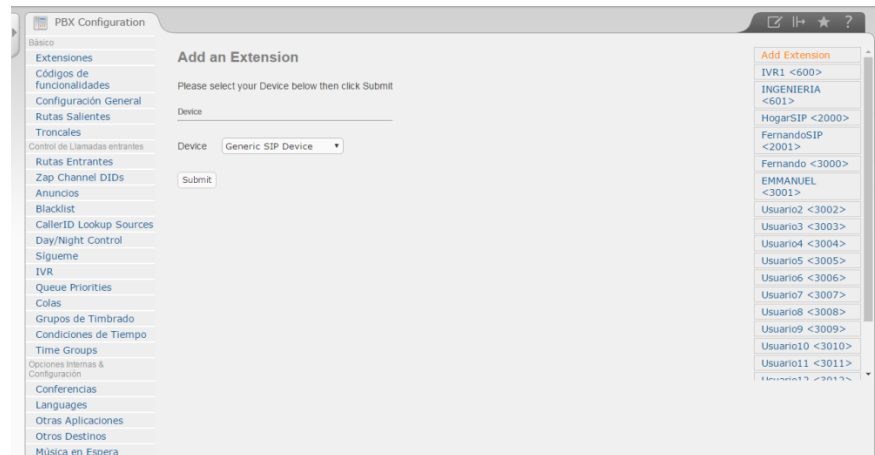 PBX Configuration
?
Básico
Extensiones
Códigos de
funcionalidades
Configuración General
Rutas Salientes
Troncales
Control de Llamadas entrantes
Rutas Entrantes
Zap Channel DIDs
Anuncios
Blacklist
CallerID Lookup Sources
Day/Night Control
Sígueme
IVR
Queue Priorities
Colas
Grupos de Timbrado
Condiciones de Tiempo
Time Groups
Opciones Internas &
Configuración
Conferencias
Languages
Otras Aplicaciones
Otros Destinos
Música en Espera
Add an Extension
Please select your Device below then click Submit
Device
Device Generic SIP Device
Submit
Add Extension
IVR1 <600>
INGENIERIA
<601>
HogarSIP <2000>
FernandoSIP
<2001>
Fernando <3000>
EMMANUEL
<3001>
Usuario2 <3002>
Usuario3 <3003>
Usuario4 <3004>
Usuario5 <3005>
Usuario6 <3006>
Usuario7 <3007>
Usuario8 <3008>
Usuario9 <3009>
Usuario10 <3010>
Usuario11 <3011>
Usuario12 <3012>